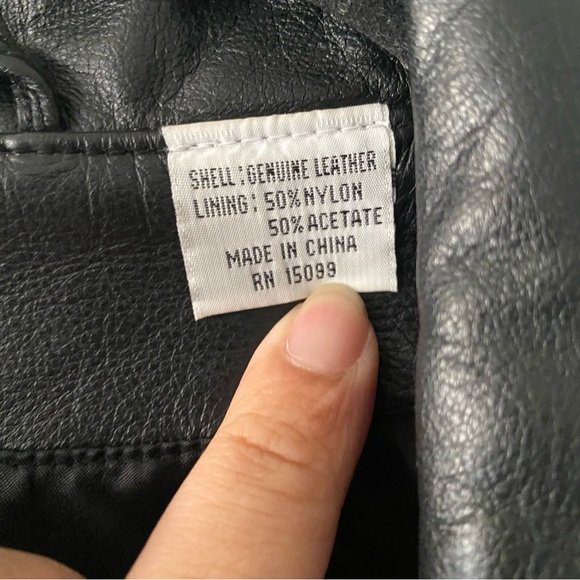 SHELL:GENUINE LEATHER
LINING: 50%NYLON
50%ACETATE
MADE IN CHINA
RN 15099